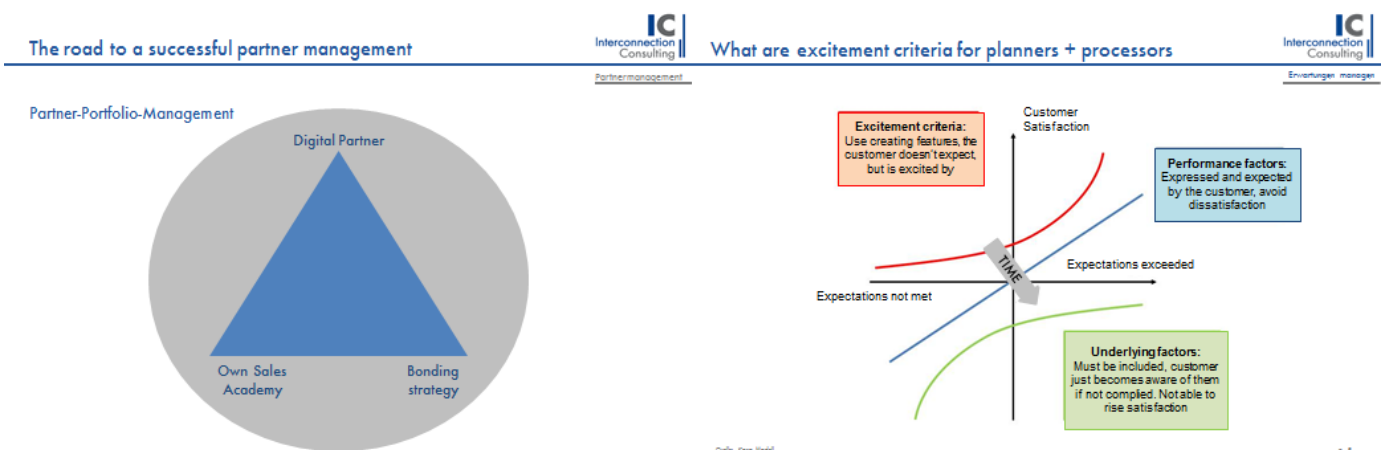 The road to a successful partner management
IC
Interconnection
Consulting
Partnermanagement
Partner-Portfolio-Management
Digital Partner
Own Sales
Academy
Bonding
strategy
What are excitement criteria for planners + processors
IC
Interconnection
Consulting
Erwartungen managen
Customer
Satisfaction
Excitement criteria:
Use creating features, the
customer doesn't expect,
but is excited by
Performance factors:
Expressed and expected
by the customer, avoid
dissatisfaction
TIME
Expectations exceeded
Expectations not met
Underlying factors:
Must be included, customer
just becomes aware of them
if not complied. Not able to
rise satisfaction